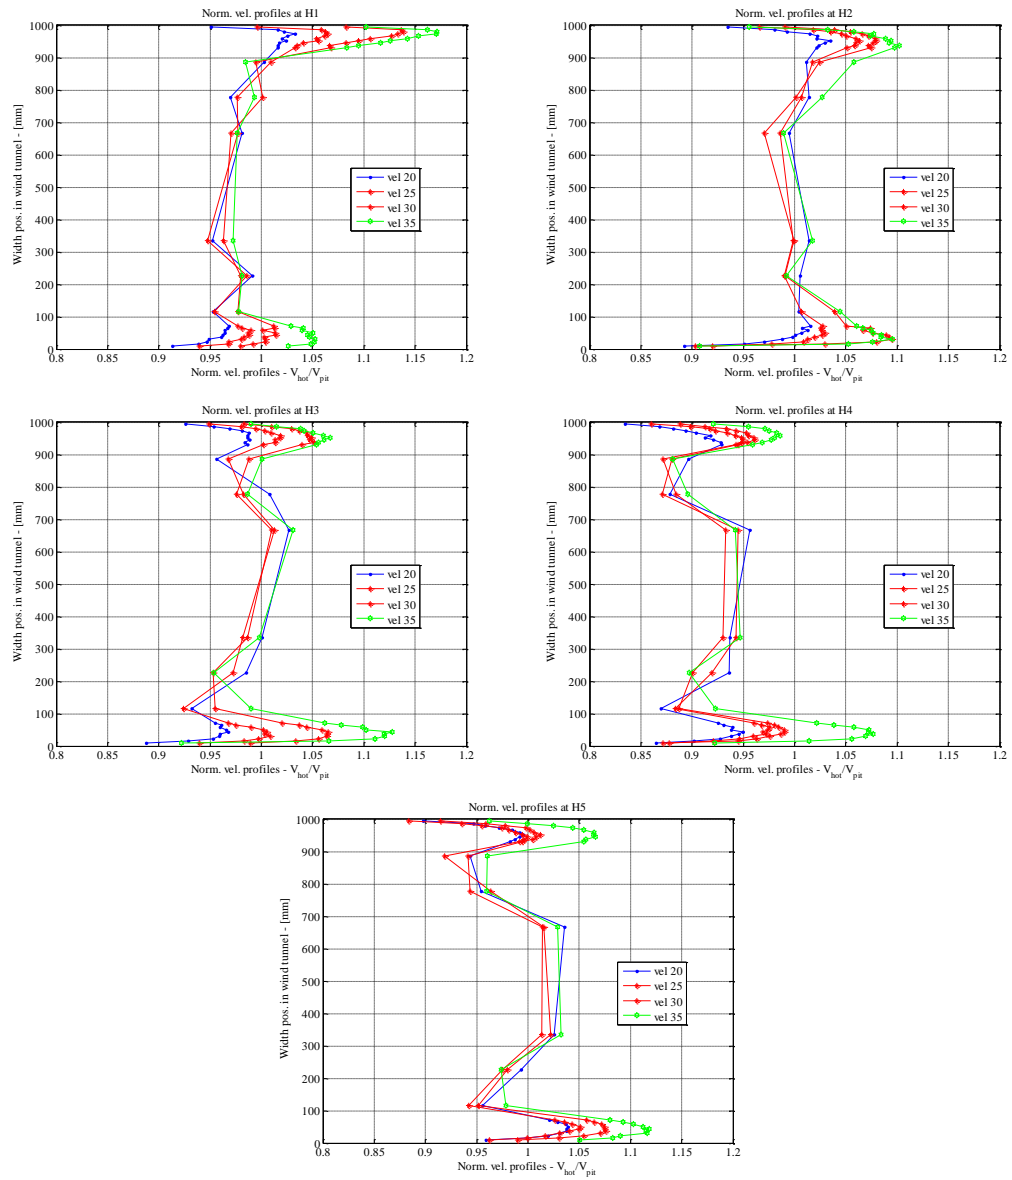 Norm. vel. profiles at H1
1000
900
800
700
600
500
400
300
200
100
0
0.8 0.85 0.9 0.95 1 1.05 1.1 1.15 1.2
Width pos. in wind tunnel - [mm]
Norm. vel. profiles - V_hot/V_pit
vel 20
vel 25
vel 30
vel 35
Norm. vel. profiles at H2
1000
900
800
700
600
500
400
300
200
100
0
0.8 0.85 0.9 0.95 1 1.05 1.1 1.15 1.2
Width pos. in wind tunnel - [mm]
Norm. vel. profiles - V_hot/V_pit
vel 20
vel 25
vel 30
vel 35
Norm. vel. profiles at H3
1000
900
800
700
600
500
400
300
200
100
0
0.8 0.85 0.9 0.95 1 1.05 1.1 1.15 1.2
Width pos. in wind tunnel - [mm]
Norm. vel. profiles - V_hot/V_pit
vel 20
vel 25
vel 30
vel 35
Norm. vel. profiles at H4
1000
900
800
700
600
500
400
300
200
100
0
0.8 0.85 0.9 0.95 1 1.05 1.1 1.15 1.2
Width pos. in wind tunnel - [mm]
Norm. vel. profiles - V_hot/V_pit
vel 20
vel 25
vel 30
vel 35
Norm. vel. profiles at H5
1000
900
800
700
600
500
400
300
200
100
0
0.8 0.85 0.9 0.95 1 1.05 1.1 1.15 1.2
Width pos. in wind tunnel - [mm]
Norm. vel. profiles - V_hot/V_pit
vel 20
vel 25
vel 30
vel 35